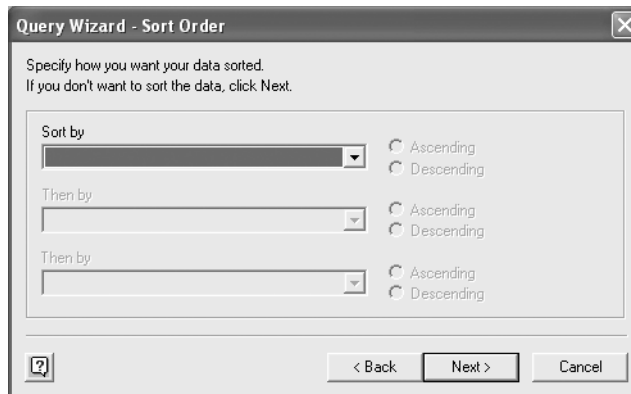 Query Wizard - Sort Order
Specify how you want your data sorted.
If you don't want to sort the data, click Next.
Sort by
Ascending
Descending
Then by
Ascending
Descending
Then by
Ascending
Descending
< Back
Next >
Cancel